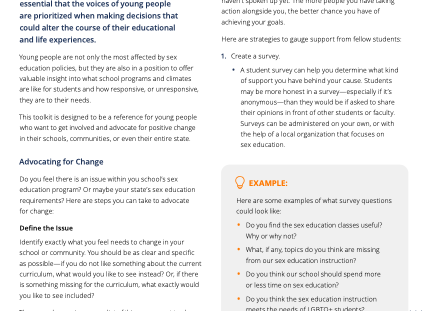 essential that the voices of young people
are prioritized when making decisions that
could alter the course of their educational
and life experiences.
Young people are not only the most affected by sex
education policies, but they are also in a position to offer
valuable insight into what school programs and climates
are like for students and how responsive, or unresponsive,
they are to their needs.
This toolkit is designed to be a reference for young people
who want to get involved and advocate for positive change
in their schools, communities, or even their entire state.
Advocating for Change
Do you feel there is an issue within you school's sex
education program? Or maybe your state's sex education
requirements? Here are steps you can take to advocate
for change:
Define the Issue
Identify exactly what you feel needs to change in your
school or community. You should be as clear and specific
as possible—if you do not like something about the current
curriculum, what would you like to see instead? Or, if there
is something missing for the curriculum, what exactly would
you like to see included?
haven't spoken up yet. The more people you have taking
action alongside you, the better chance you have of
achieving your goals.
Here are strategies to gauge support from fellow students:
1. Create a survey.
• A student survey can help you determine what kind
of support you have behind your cause. Students
may be more honest in a survey—especially if it's
anonymous—than they would be if asked to share
their opinions in front of other students or faculty.
Surveys can be administered on your own, or with
the help of a local organization that focuses on
sex education.
EXAMPLE:
Here are some examples of what survey questions
could look like:
• Do you find the sex education classes useful?
Why or why not?
• What, if any, topics do you think are missing
from our sex education instruction?
• Do you think our school should spend more
or less time on sex education?
• Do you think the sex education instruction
meets the needs of LGBTQ+ students?